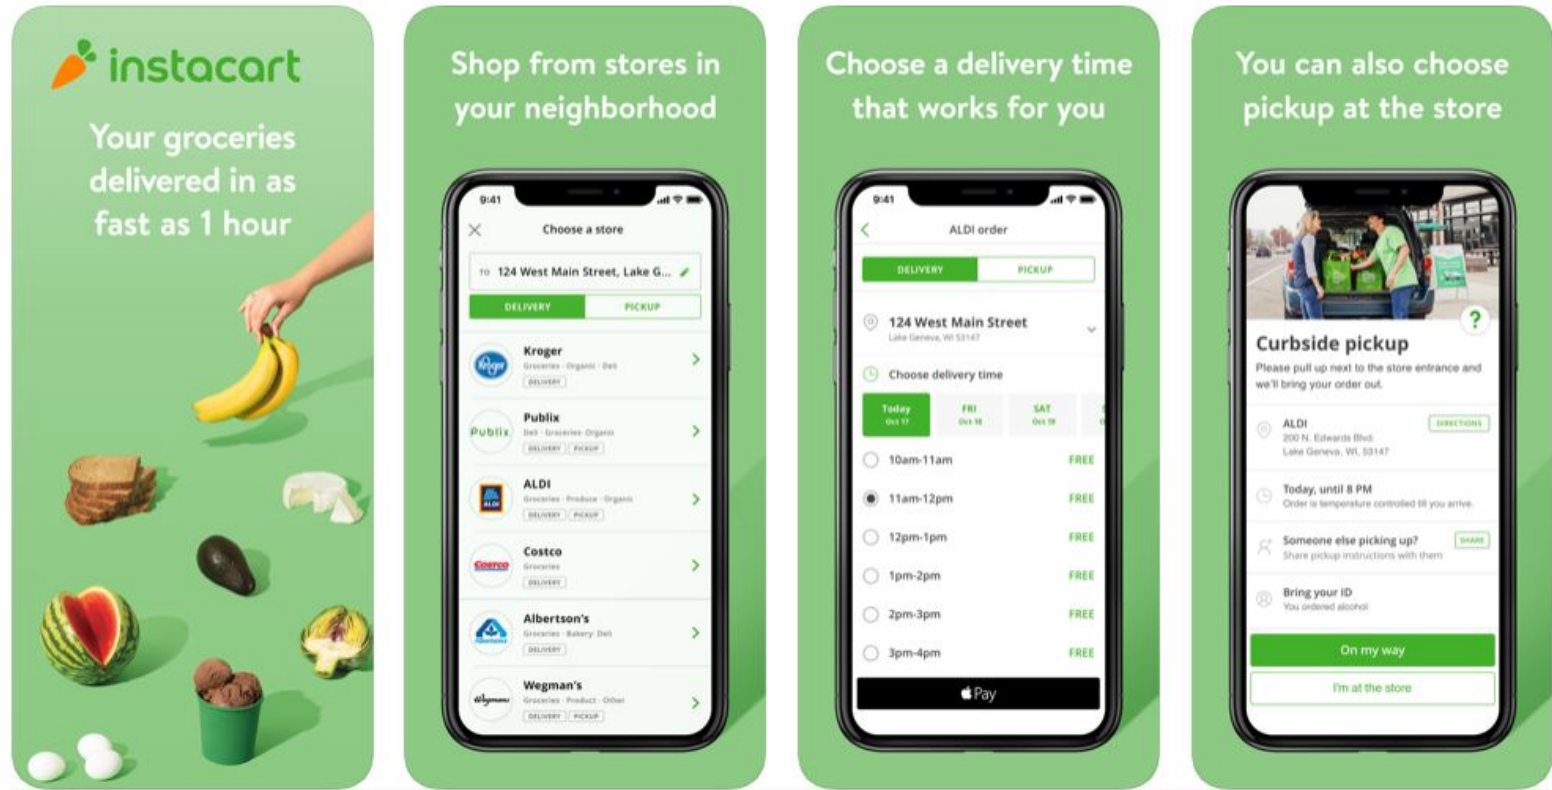 instacart
Your groceries
delivered in as
fast as 1 hour
Shop from stores in
your neighborhood
9:41
Choose a store
TO 124 West Main Street, Lake G...
DELIVERY PICKUP
Kroger
Kroger
Groceries · Organic · Deli
DELIVERY
Publix
Publix
Deli · Groceries · Organic
DELIVERY PICKUP
ALDI
ALDI
Groceries · Produce · Organic
DELIVERY PICKUP
Costco
Costco
Groceries
DELIVERY
Albertsons
Albertson's
Groceries · Bakery · Deli
DELIVERY
Wegmans
Wegman's
Groceries · Product · Other
DELIVERY PICKUP
Choose a delivery time
that works for you
9:41
ALDI order
DELIVERY PICKUP
124 West Main Street
Lake Geneva, WI 53147
Choose delivery time
Today FRI SAT
Oct 17 Oct 18 Oct 19
10am-11am FREE
11am-12pm FREE
12pm-1pm FREE
1pm-2pm FREE
2pm-3pm FREE
3pm-4pm FREE
Pay
You can also choose
pickup at the store
?
Curbside pickup
Please pull up next to the store entrance and
we'll bring your order out.
ALDI DIRECTIONS
200 N. Edwards Blvd.
Lake Geneva, WI, 53147
Today, until 8 PM
Order is temperature controlled till you arrive.
Someone else picking up? SHARE
Share pickup instructions with them
Bring your ID
You ordered alcohol
On my way
I'm at the store